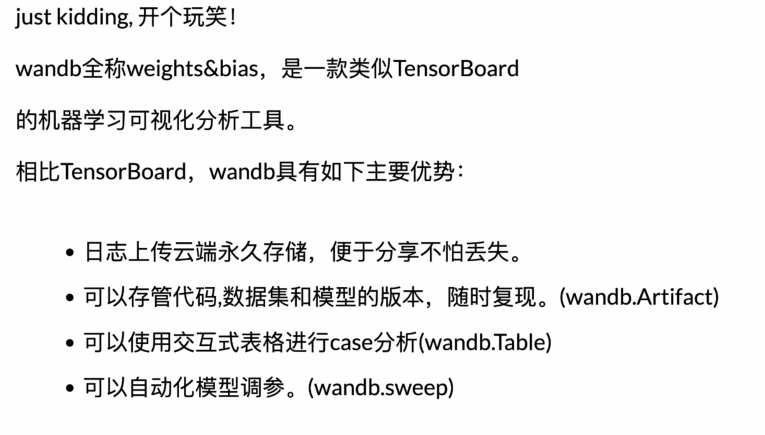 just kidding, 开个玩笑！
wandb全称weights&bias，是一款类似TensorBoard
的机器学习可视化分析工具。
相比TensorBoard，wandb具有如下主要优势：
• 日志上传云端永久存储，便于分享不怕丢失。
• 可以存管代码,数据集和模型的版本，随时复现。(wandb.Artifact)
• 可以使用交互式表格进行case分析(wandb.Table)
• 可以自动化模型调参。(wandb.sweep)